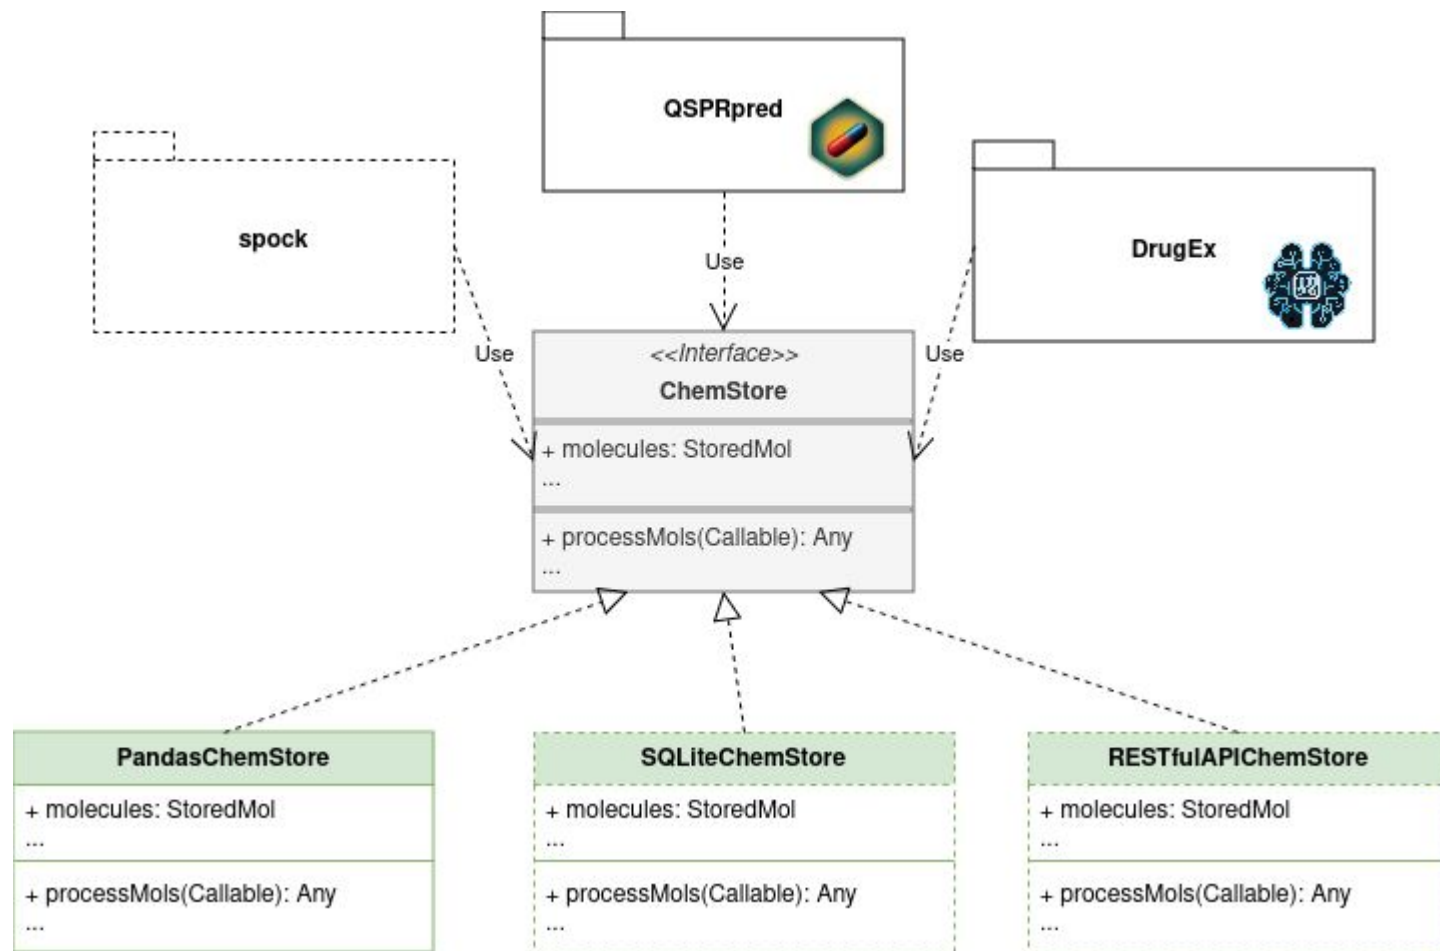 QSPRpred
spock
DrugEx
Use
Use
Use
<<Interface>>
ChemStore
+ molecules: StoredMol
...
+ processMols(Callable): Any
...
PandasChemStore
+ molecules: StoredMol
...
+ processMols(Callable): Any
...
SQLiteChemStore
+ molecules: StoredMol
...
+ processMols(Callable): Any
...
RESTfulAPIChemStore
+ molecules: StoredMol
...
+ processMols(Callable): Any
...